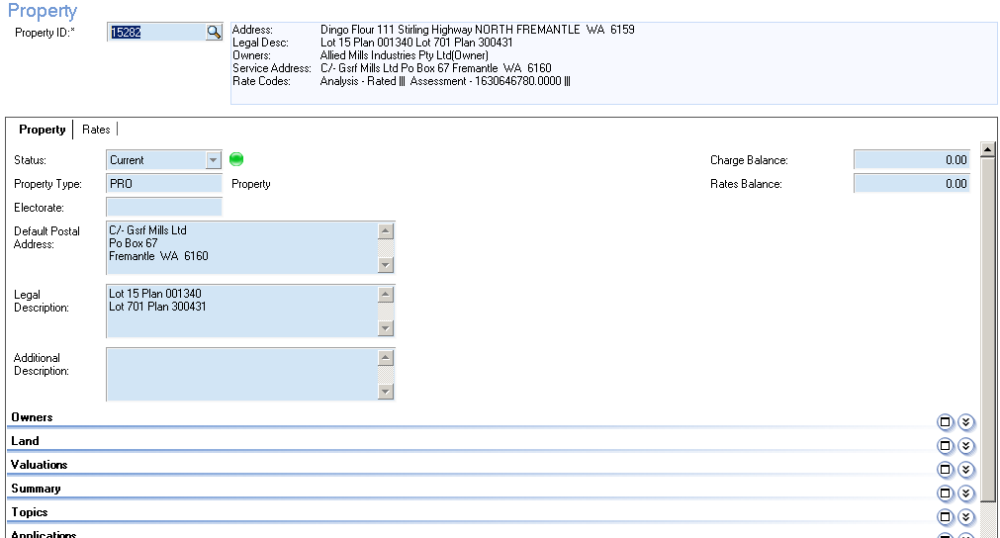 Property
Property ID:* 15282
Address: Dingo Flour 111 Stirling Highway NORTH FREMANTLE WA 6159
Legal Desc: Lot 15 Plan 001340 Lot 701 Plan 300431
Owners: Allied Mills Industries Pty Ltd(Owner)
Service Address: C/- Gsrf Mills Ltd Po Box 67 Fremantle WA 6160
Rate Codes: Analysis - Rated ||| Assessment - 1630646780.0000 |||
Property | Rates |
Status: Current
Charge Balance: 0.00
Property Type: PRO Property
Rates Balance: 0.00
Electorate:
Default Postal
Address:
C/- Gsrf Mills Ltd
Po Box 67
Fremantle WA 6160
Legal
Description:
Lot 15 Plan 001340
Lot 701 Plan 300431
Additional
Description:
Owners
Land
Valuations
Summary
Topics
Applications